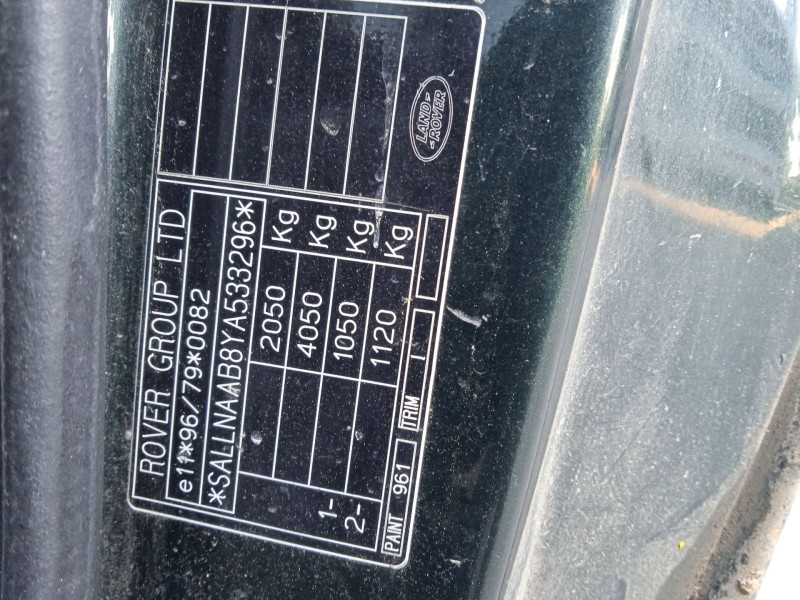 ROVER GROUP LTD
e11*96/79*0082
*SALLNAAB8YA533296*
2050 Kg
4050 Kg
1- 1050 Kg
2- 1120 Kg
PAINT 961 TRIM
LAND-
-ROVER